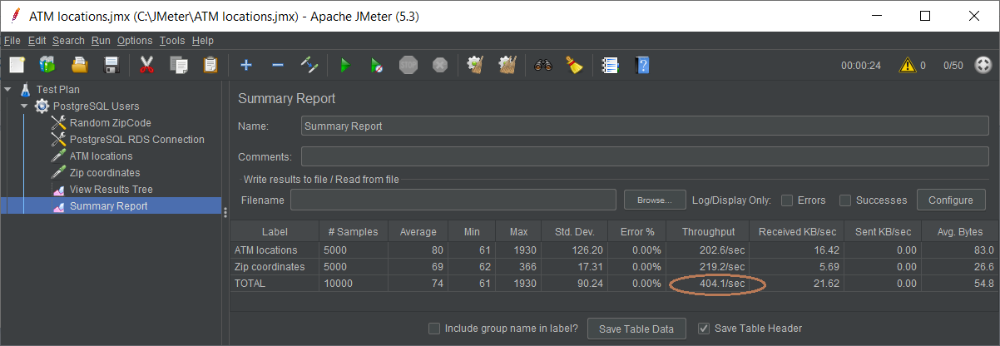 ATM locations.jmx (C:\JMeter\ATM locations.jmx) - Apache JMeter (5.3)
File Edit Search Run Options Tools Help
STOP 00:00:24 0 0/50
Test Plan
PostgreSQL Users
Random ZipCode
PostgreSQL RDS Connection
ATM locations
Zip coordinates
View Results Tree
Summary Report
Summary Report
Name: Summary Report
Comments:
Write results to file / Read from file
Filename Browse... Log/Display Only: Errors Successes Configure
Label # Samples Average Min Max Std. Dev. Error % Throughput Received KB/sec Sent KB/sec Avg. Bytes
ATM locations 5000 80 61 1930 126.20 0.00% 202.6/sec 16.42 0.00 83.0
Zip coordinates 5000 69 62 366 17.31 0.00% 219.2/sec 5.69 0.00 26.6
TOTAL 10000 74 61 1930 90.24 0.00% 404.1/sec 21.62 0.00 54.8
Include group name in label? Save Table Data Save Table Header